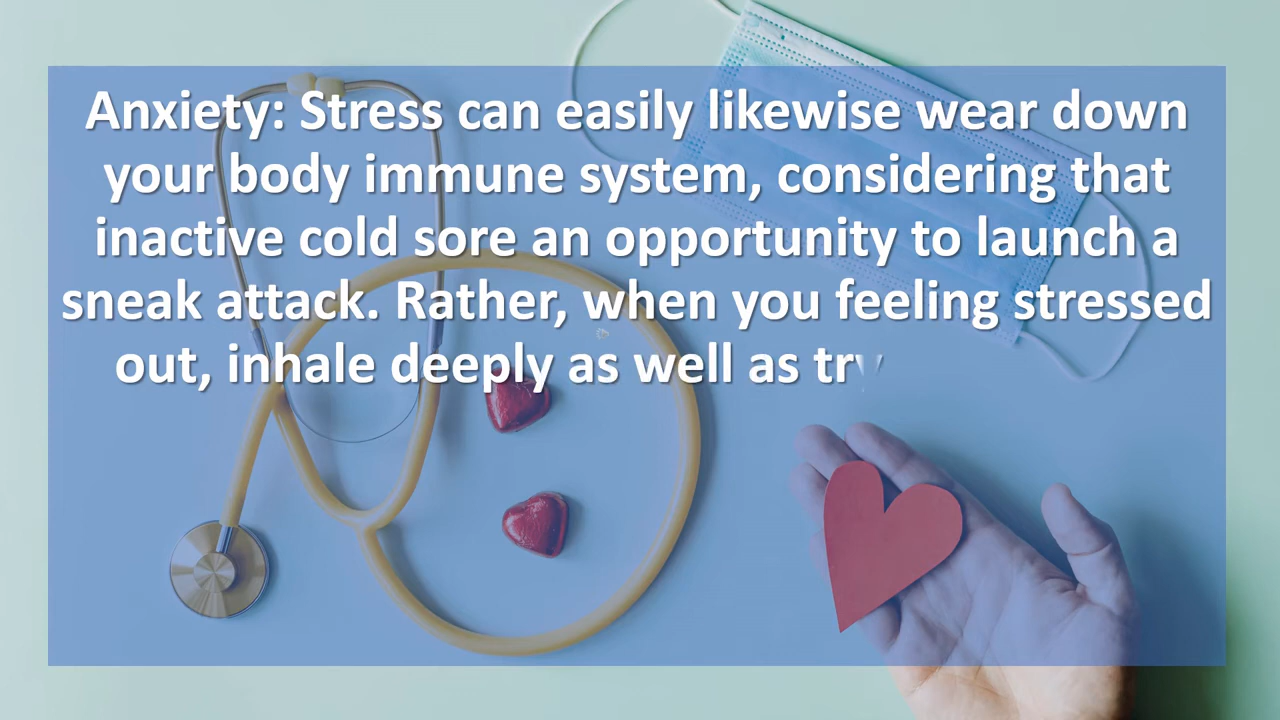 Anxiety: Stress can easily likewise wear down
your body immune system, considering that
inactive cold sore an opportunity to launch a
sneak attack. Rather, when you feeling stressed
out, inhale deeply as well as try